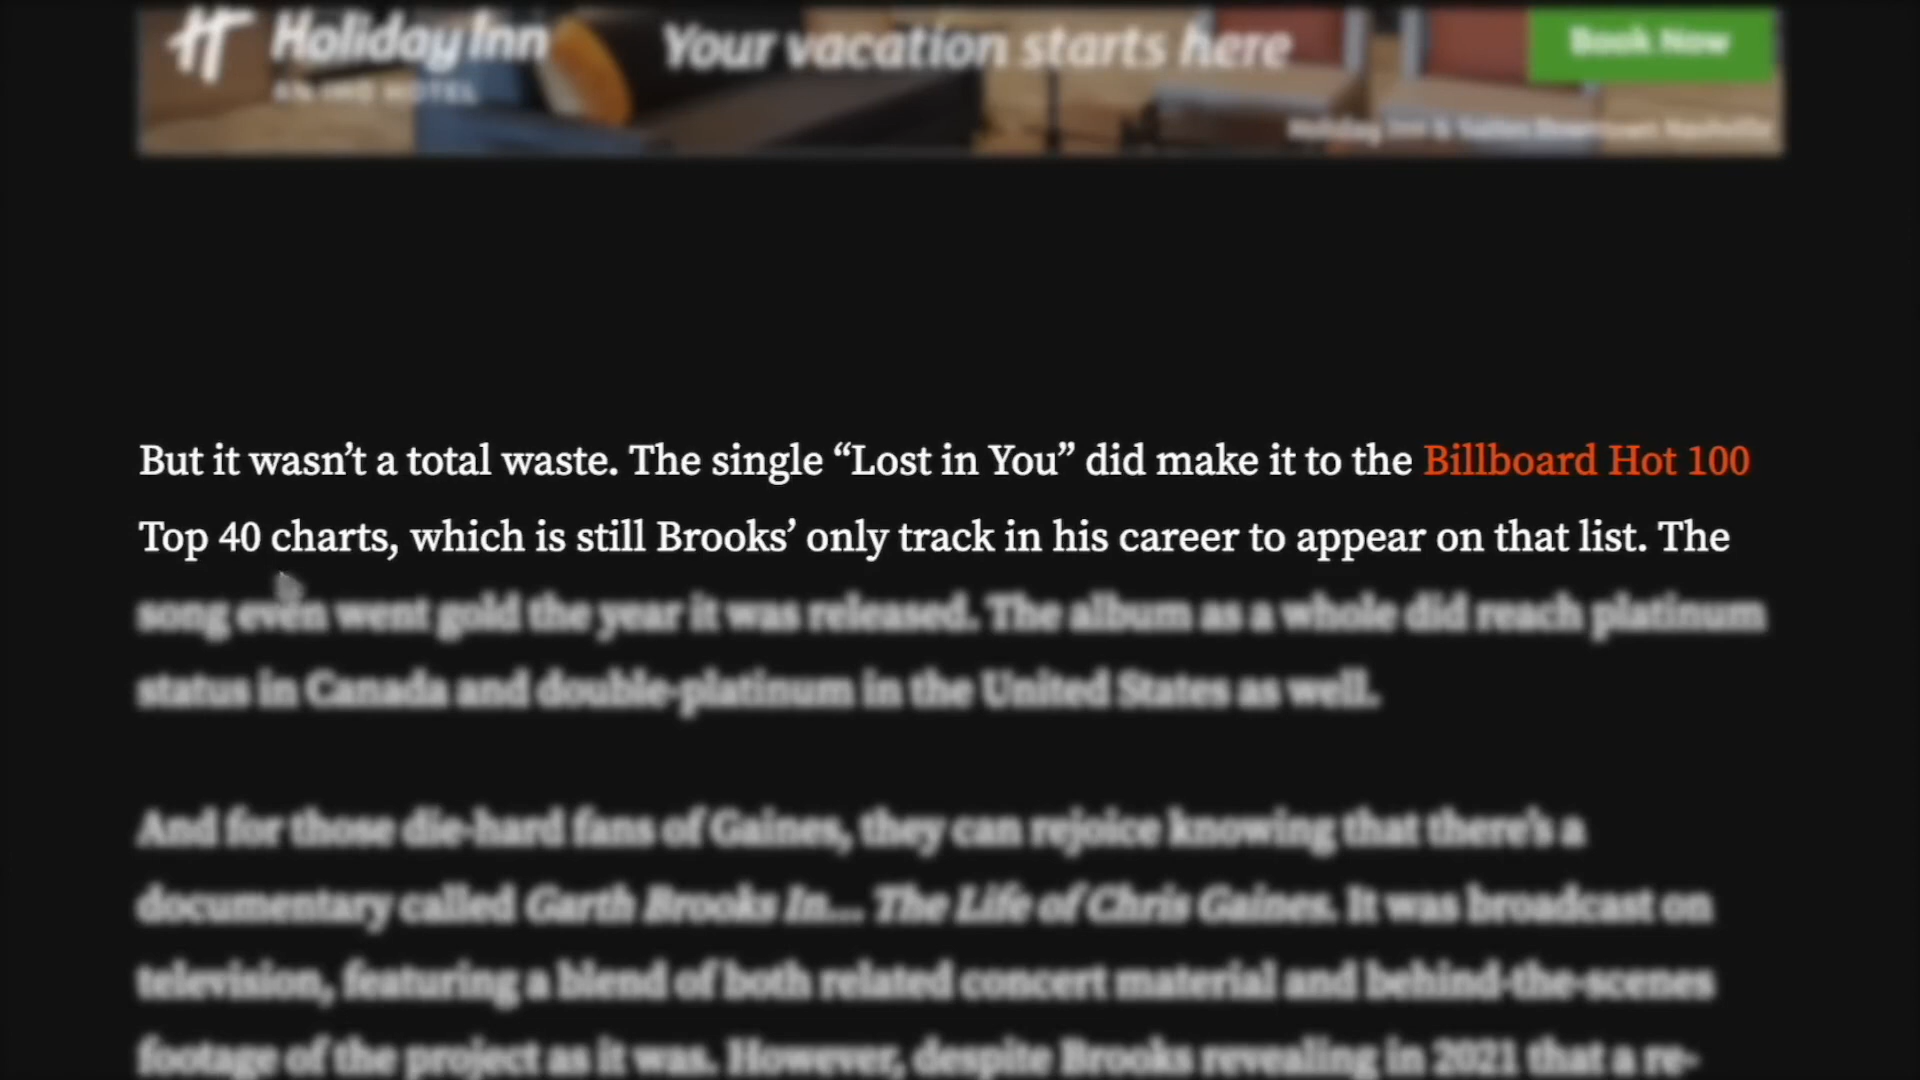 Holiday Inn
AN IHG HOTEL
Your vacation starts here
Book Now
Holiday Inn & Suites Downtown Nashville
But it wasn’t a total waste. The single “Lost in You” did make it to the Billboard Hot 100
Top 40 charts, which is still Brooks’ only track in his career to appear on that list. The
song even went gold the year it was released. The album as a whole did reach platinum
status in Canada and double-platinum in the United States as well.
And for those die-hard fans of Gaines, they can rejoice knowing that there’s a
documentary called Garth Brooks In... The Life of Chris Gaines. It was broadcast on
television, featuring a blend of both related concert material and behind-the-scenes
footage of the project as it was. However, despite Brooks revealing in 2021 that a re-